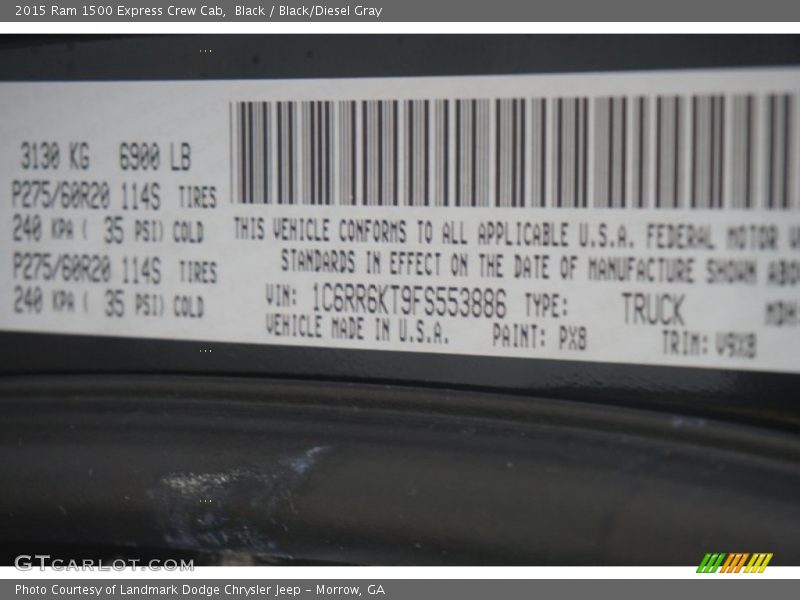 2015 Ram 1500 Express Crew Cab,  Black / Black/Diesel Gray
3130 KG 6900 LB
P275/60R20 114S TIRES
240 KPA ( 35 PSI) COLD
P275/60R20 114S TIRES
240 KPA ( 35 PSI) COLD
THIS VEHICLE CONFORMS TO ALL APPLICABLE U.S.A. FEDERAL MOTOR
STANDARDS IN EFFECT ON THE DATE OF MANUFACTURE SHOWN ABO
VIN: 1C6RR6KT9FS553886 TYPE: TRUCK MDH
VEHICLE MADE IN U.S.A. PAINT: PX8 TRIM: V9X8
GTCARLOT.COM
Photo Courtesy of Landmark Dodge Chrysler Jeep – Morrow, GA